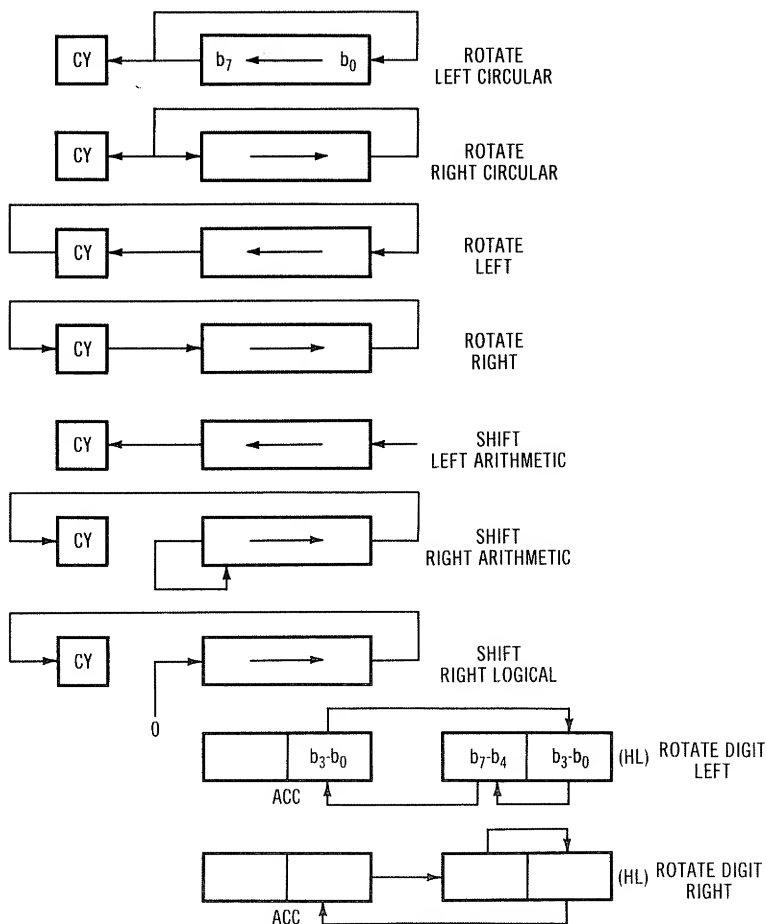 CY
b7
b0
ROTATE
LEFT CIRCULAR
CY
ROTATE
RIGHT CIRCULAR
CY
ROTATE
LEFT
CY
ROTATE
RIGHT
CY
SHIFT
LEFT ARITHMETIC
CY
SHIFT
RIGHT ARITHMETIC
CY
SHIFT
RIGHT LOGICAL
0
b3-b0
b7-b4
b3-b0
(HL)
ROTATE DIGIT
LEFT
ACC
(HL)
ROTATE DIGIT
RIGHT
ACC